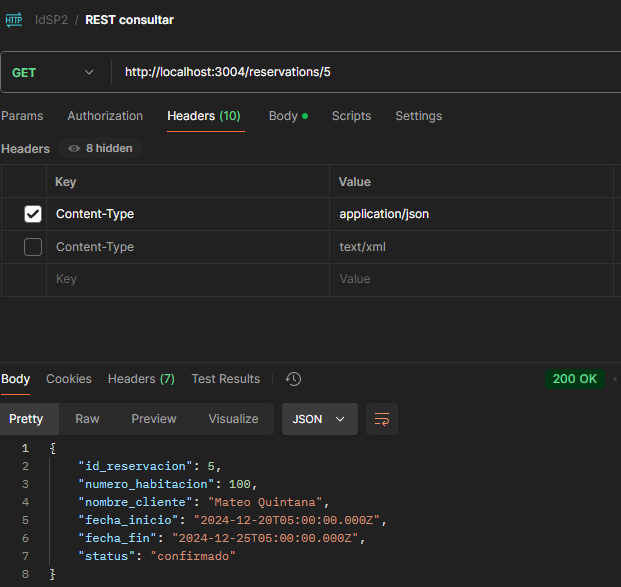 HTTP IdSP2 / REST consultar
GET http://localhost:3004/reservations/5
Params Authorization Headers (10) Body Scripts Settings
Headers 8 hidden
Key Value
Content-Type application/json
Content-Type text/xml
Key Value
Body Cookies Headers (7) Test Results 200 OK
Pretty Raw Preview Visualize JSON
1 {
2 "id_reservacion": 5,
3 "numero_habitacion": 100,
4 "nombre_cliente": "Mateo Quintana",
5 "fecha_inicio": "2024-12-20T05:00:00.000Z",
6 "fecha_fin": "2024-12-25T05:00:00.000Z",
7 "status": "confirmado"
8 }